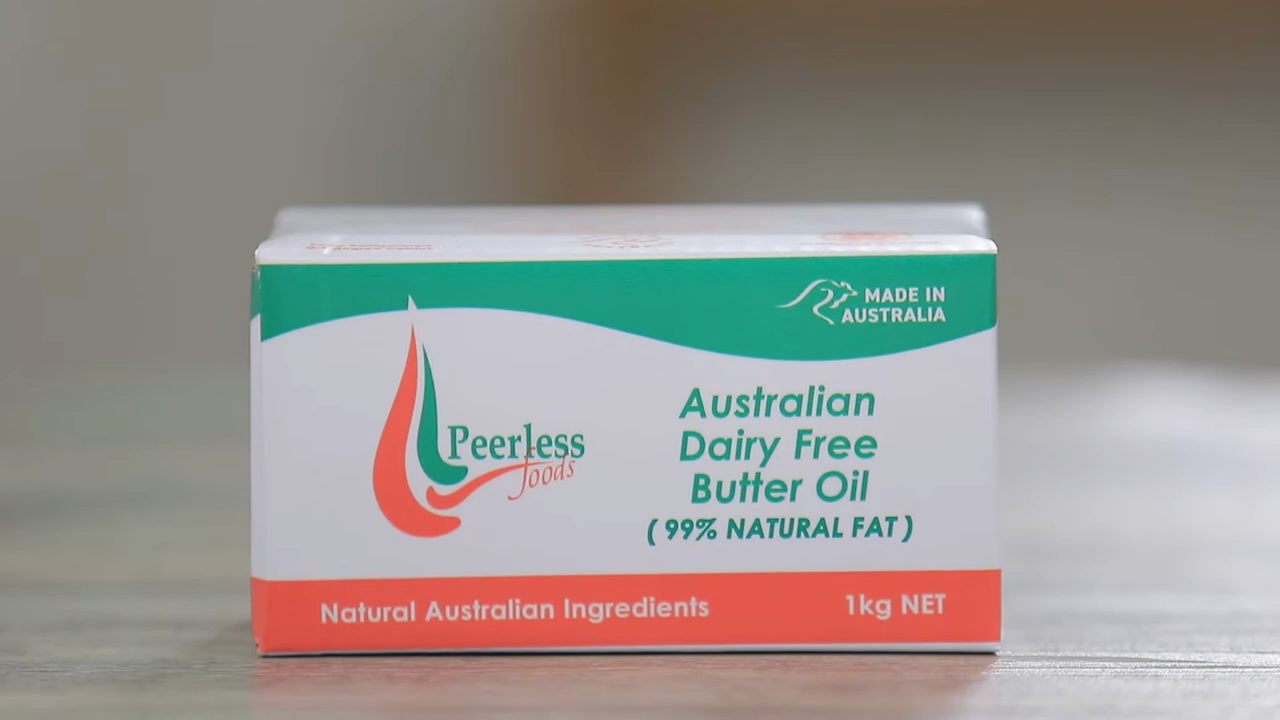 MADE IN
AUSTRALIA
Peerless
foods
Australian
Dairy Free
Butter Oil
( 99% NATURAL FAT )
Natural Australian Ingredients
1kg NET